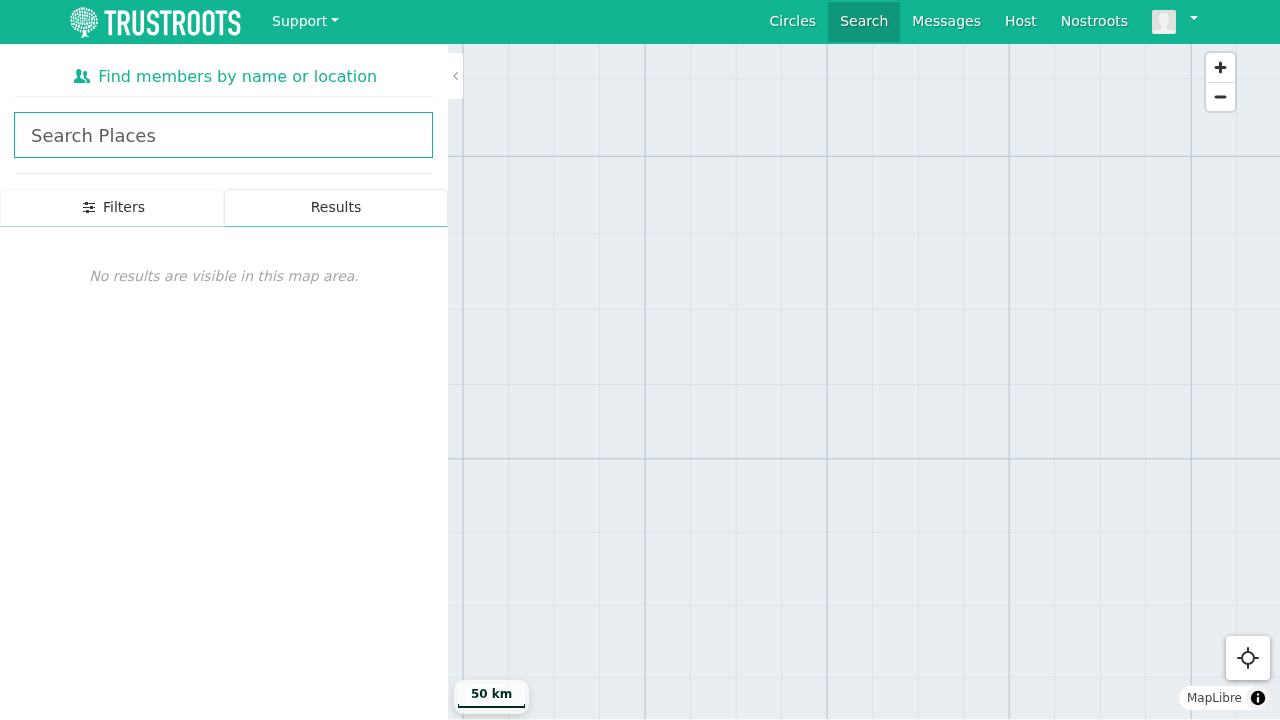 TRUSTROOTS
Support
Circles
Search
Messages
Host
Nostroots
Find members by name or location
Search Places
Filters
Results
No results are visible in this map area.
50 km
MapLibre